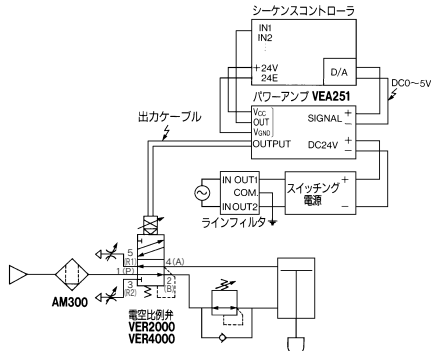 シーケンスコントローラ
IN1
IN2
+24V
24E
D/A
DC0～5V
パワーアンプ VEA251
VCC
OUT
VGND
OUTPUT
SIGNAL + −
DC24V + −
出力ケーブル
IN OUT1
COM.
IN OUT2
ラインフィルタ
スイッチング
電源
+
−
5
(R1)
4(A)
1(P)
3
(R2)
2
(B)
AM300
電空比例弁
VER2000
VER4000